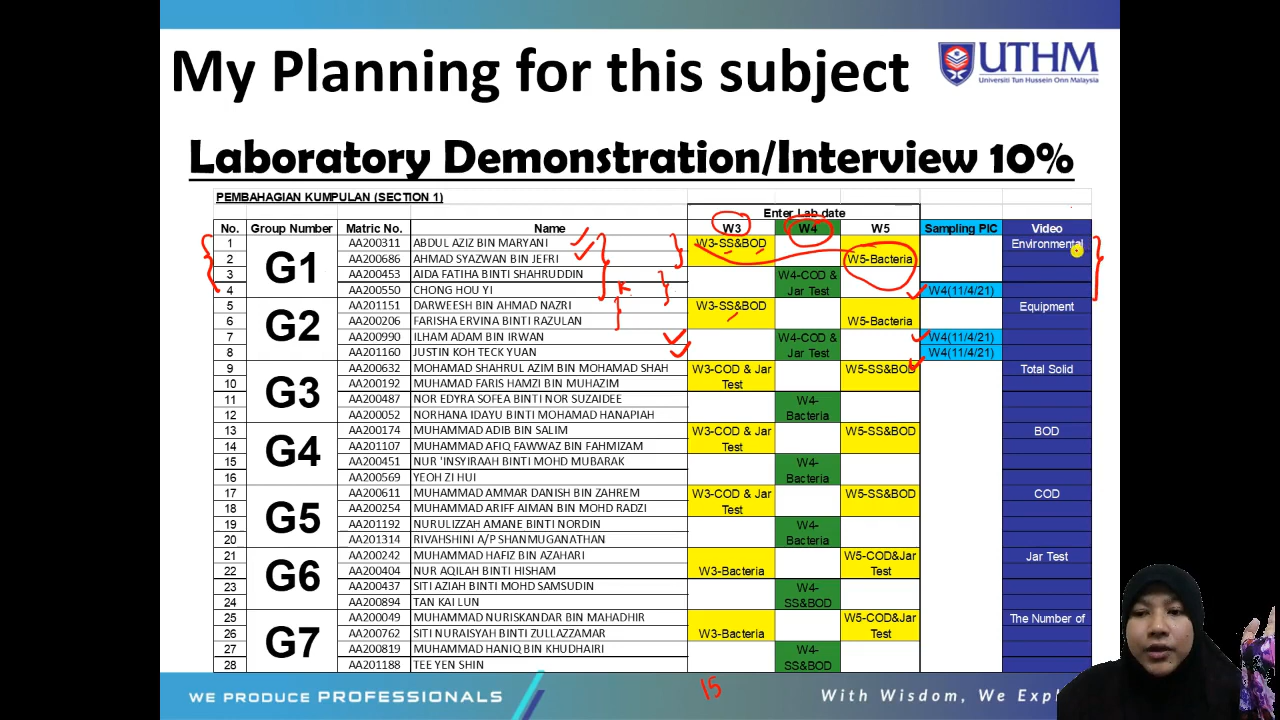 My Planning for this subject
UTHM
Universiti Tun Hussein Onn Malaysia
Laboratory Demonstration/Interview 10%
PEMBAHAGIAN KUMPULAN (SECTION 1)
Enter Lab date
No. Group Number Matric No. Name W3 W4 W5 Sampling PIC Video
1 G1 AA200311 ABDUL AZIZ BIN MARYANI W3-SS&BOD W5-Bacteria Environmental
2 AA200586 AHMAD SYAZWAN BIN JEFRI
3 AA200453 AIDA FATIHA BINTI SHAHRUDDIN W4-COD & Jar Test
4 AA200550 CHONG HOU YI W4(11/4/21)
5 G2 AA201151 DARWEESH BIN AHMAD NAZRI W3-SS&BOD W5-Bacteria Equipment
6 AA200206 FARISHA ERVINA BINTI RAZULAN
7 AA200990 ILHAM ADAM BIN IRWAN W4-COD & Jar Test W4(11/4/21)
8 AA201160 JUSTIN KOH TECK YUAN W4(11/4/21)
9 G3 AA200632 MOHAMAD SHAHRUL AZIM BIN MOHAMAD SHAH W3-COD & Jar Test W5-SS&BOD Total Solid
10 AA200192 MUHAMAD FARIS HAMZI BIN MUHAZIM
11 AA200487 NOR EDYRA SOFEA BINTI NOR SUZAIDEE W4-Bacteria
12 AA200052 NORHANA IDAYU BINTI MOHAMAD HANAPIAH
13 G4 AA200174 MUHAMMAD ADIB BIN SALIM W3-COD & Jar Test W5-SS&BOD BOD
14 AA201107 MUHAMMAD AFIQ FAWWAZ BIN FAHMIZAM
15 AA200451 NUR 'INSYIRAAH BINTI MOHD MUBARAK W4-Bacteria
16 AA200569 YEOH ZI HUI
17 G5 AA200611 MUHAMMAD AMMAR DANISH BIN ZAHREM W3-COD & Jar Test W5-SS&BOD COD
18 AA200254 MUHAMMAD ARIFF AIMAN BIN MOHD RADZI
19 AA201192 NURULIZZAH AMANE BINTI NORDIN W4-Bacteria
20 AA201314 RIVAHSHINI A/P SHANMUGANATHAN
21 G6 AA200242 MUHAMMAD HAFIZ BIN AZAHARI W3-Bacteria W5-COD&Jar Test Jar Test
22 AA200404 NUR AQILAH BINTI HISHAM
23 AA200437 SITI AZIAH BINTI MOHD SAMSUDIN W4-SS&BOD
24 AA200894 TAN KAI LUN
25 G7 AA200049 MUHAMMAD NURISKANDAR BIN MAHADHIR W3-Bacteria W5-COD&Jar Test The Number of
26 AA200762 SITI NURAISYAH BINTI ZULLAZZAMAR
27 AA200819 MUHAMAD HANIQ BIN KHUDHAIRI W4-SS&BOD
28 AA201188 TEE YEN SHIN
15
WE PRODUCE PROFESSIONALS
With Wisdom, We Expl